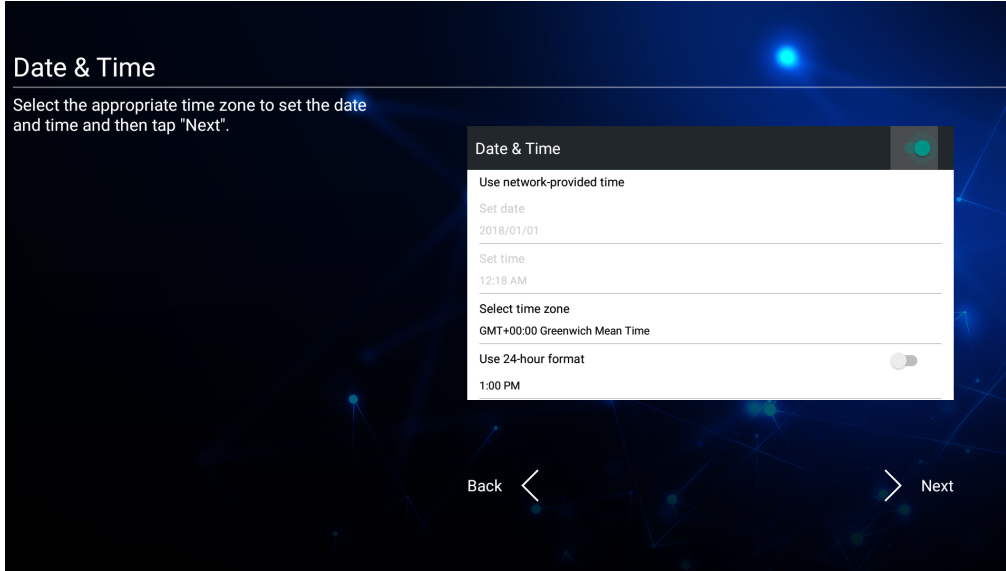 Date & Time
Select the appropriate time zone to set the date
and time and then tap "Next".
Date & Time
Use network-provided time
Set date
2018/01/01
Set time
12:18 AM
Select time zone
GMT+00:00 Greenwich Mean Time
Use 24-hour format
1:00 PM
Back
Next